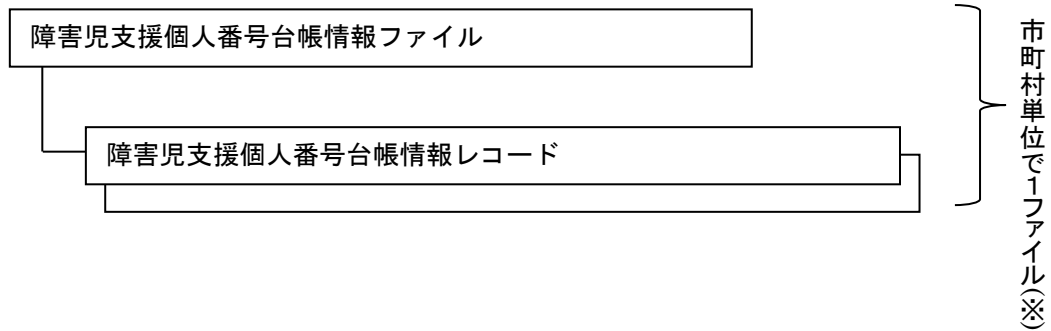 障害児支援個人番号台帳情報ファイル
障害児支援個人番号台帳情報レコード
市町村単位で1ファイル(※)